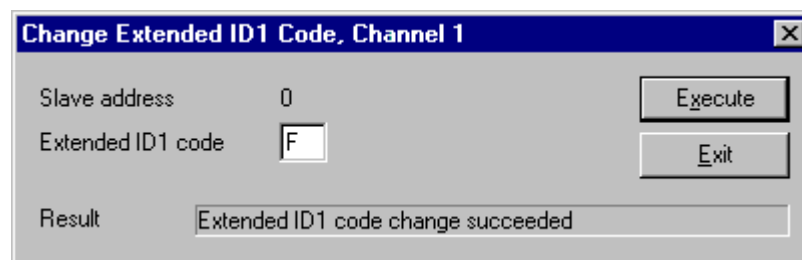 Change Extended ID1 Code, Channel 1
Slave address 0 Execute
Extended ID1 code F Exit
Result Extended ID1 code change succeeded